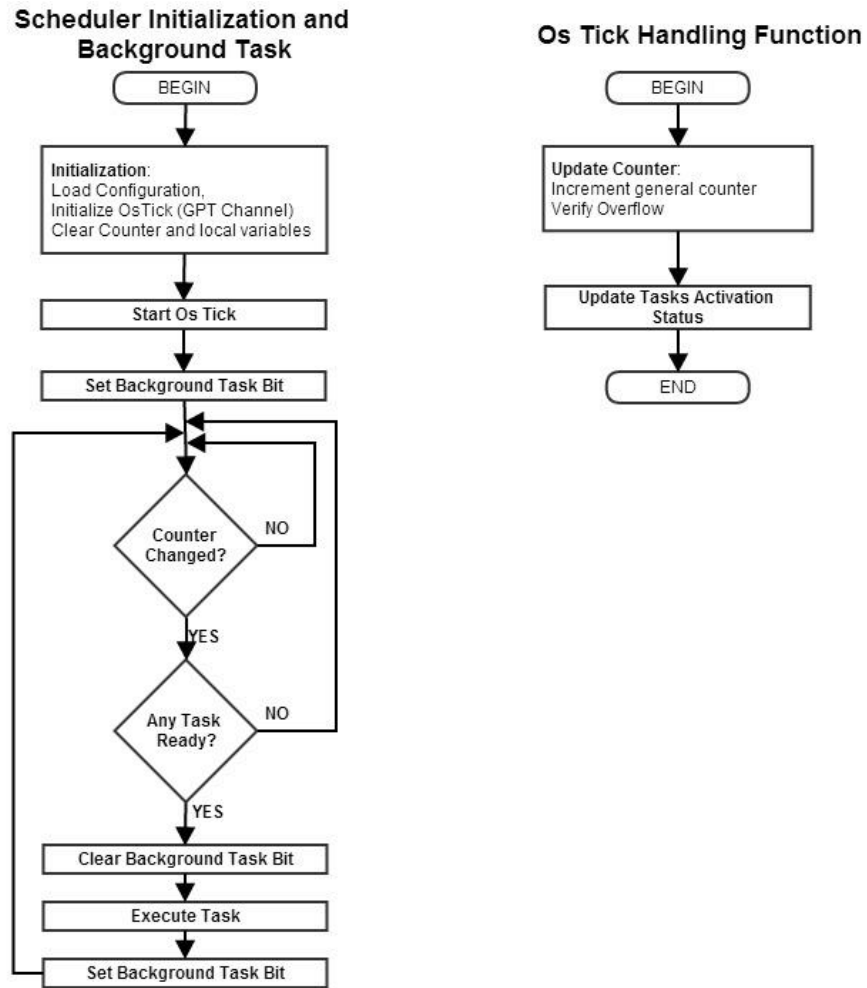 Scheduler Initialization and
Background Task
BEGIN
Initialization:
Load Configuration,
Initialize OsTick (GPT Channel)
Clear Counter and local variables
Start Os Tick
Set Background Task Bit
Counter
Changed?
NO
YES
Any Task
Ready?
NO
YES
Clear Background Task Bit
Execute Task
Set Background Task Bit
Os Tick Handling Function
BEGIN
Update Counter:
Increment general counter
Verify Overflow
Update Tasks Activation
Status
END